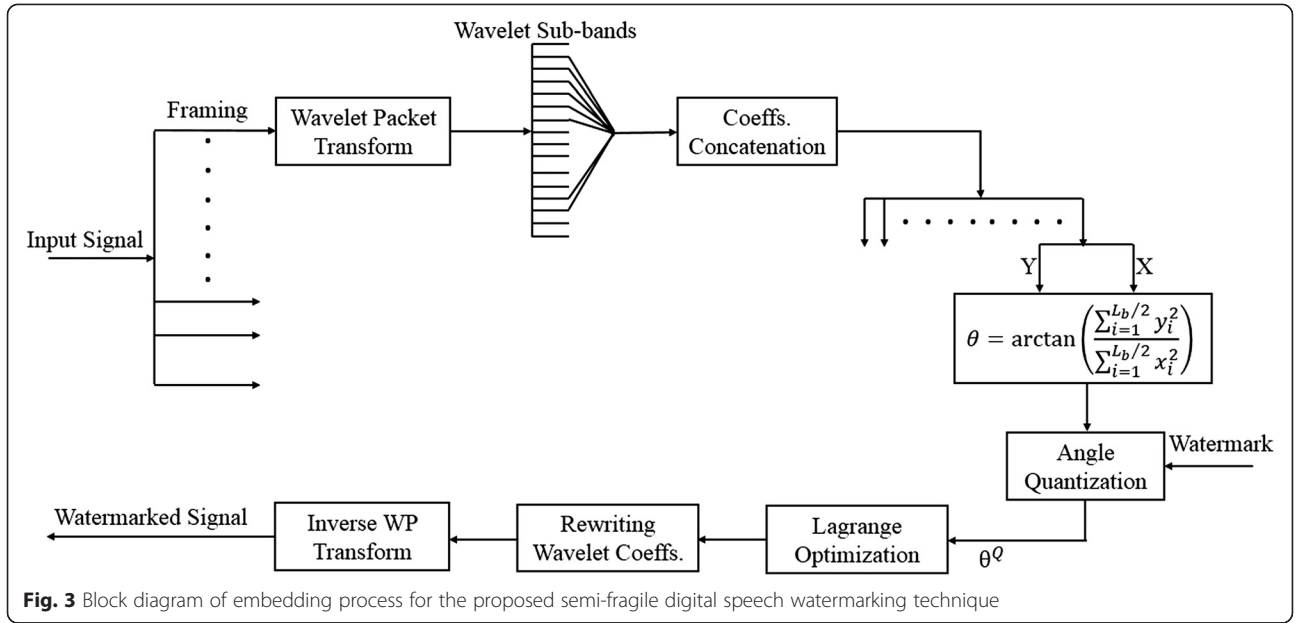 Wavelet Sub-bands
Framing
Wavelet Packet
Transform
Coeffs.
Concatenation
Input Signal
Y
X
θ = arctan(∑_{i=1}^{L_b/2} y_i^2 / ∑_{i=1}^{L_b/2} x_i^2)
Angle
Quantization
Watermark
Watermarked Signal
Inverse WP
Transform
Rewriting
Wavelet Coeffs.
Lagrange
Optimization
θ^Q
Fig. 3 Block diagram of embedding process for the proposed semi-fragile digital speech watermarking technique